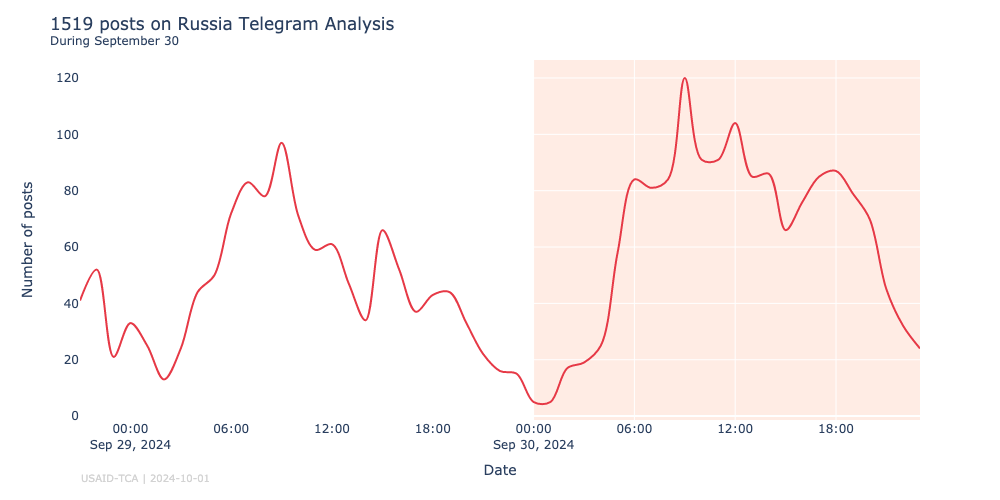 1519 posts on Russia Telegram Analysis
During September 30
120
100
80
60
40
20
0
Number of posts
00:00 06:00 12:00 18:00 00:00 06:00 12:00 18:00
Sep 29, 2024 Sep 30, 2024
Date
USAID-TCA | 2024-10-01